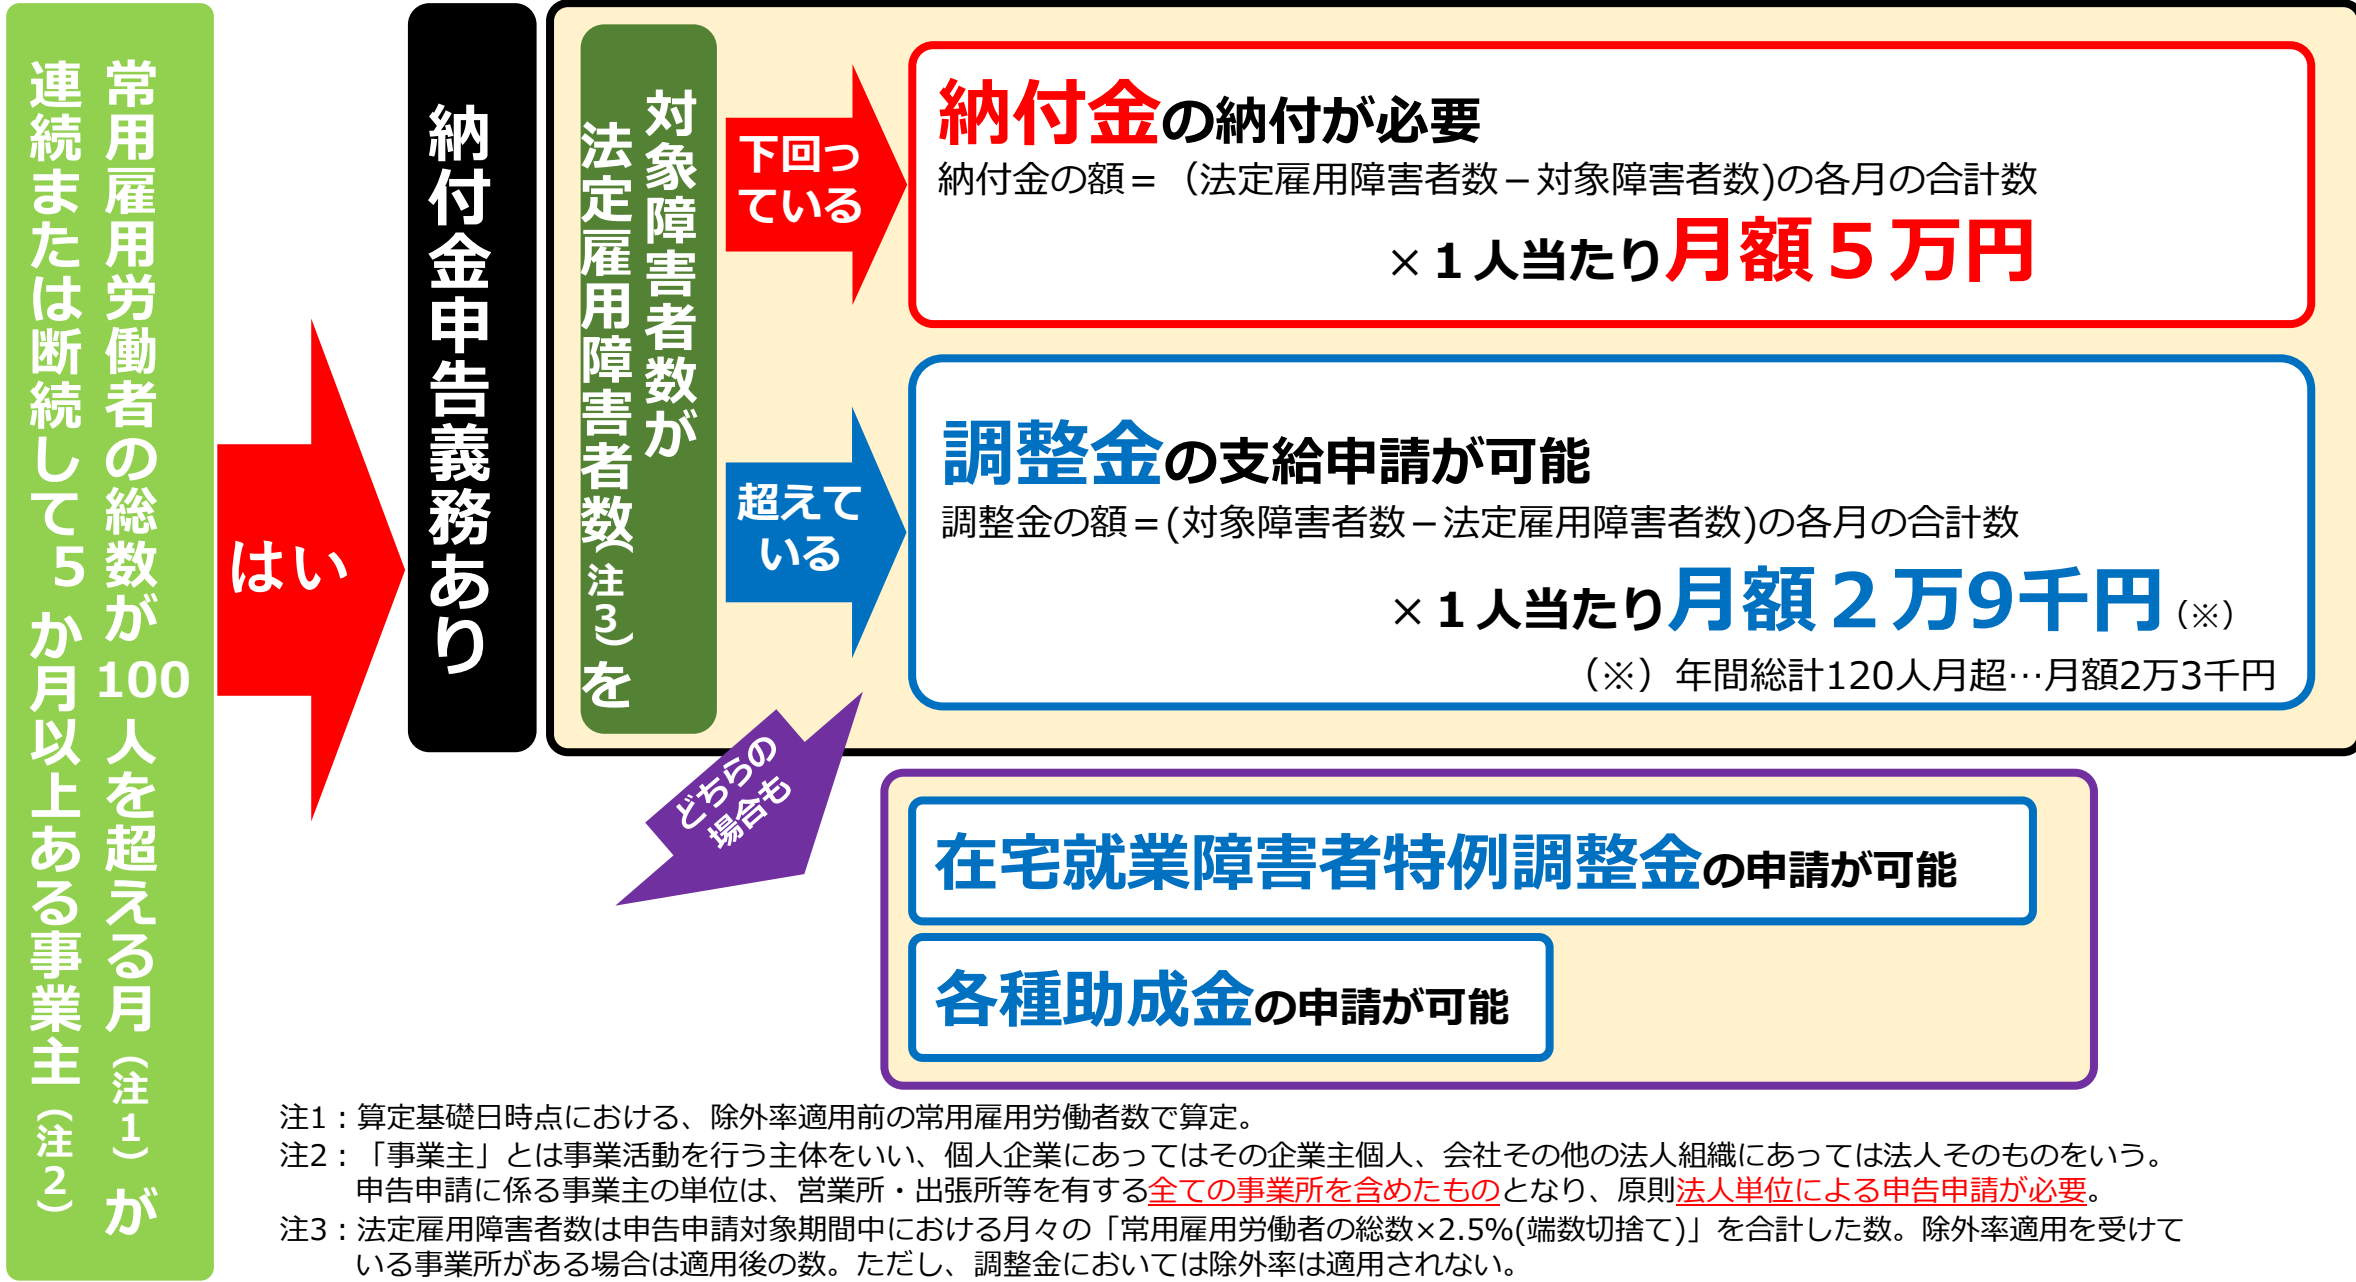 常用雇用労働者の総数が100人を超える月（注1）が
連続または断続して5か月以上ある事業主（注2）
はい
納付金申告義務あり
対象障害者数が
法定雇用障害者数（注3）を
下回っ
ている
納付金の納付が必要
納付金の額＝（法定雇用障害者数－対象障害者数)の各月の合計数
×１人当たり月額５万円
超えて
いる
調整金の支給申請が可能
調整金の額＝(対象障害者数－法定雇用障害者数)の各月の合計数
×１人当たり月額２万9千円（※）
（※）年間総計120人月超…月額2万3千円
どちらの
場合も
在宅就業障害者特例調整金の申請が可能
各種助成金の申請が可能
注1：算定基礎日時点における、除外率適用前の常用雇用労働者数で算定。
注2：「事業主」とは事業活動を行う主体をいい、個人企業にあってはその企業主個人、会社その他の法人組織にあっては法人そのものをいう。
申告申請に係る事業主の単位は、営業所・出張所等を有する全ての事業所を含めたものとなり、原則法人単位による申告申請が必要。
注3：法定雇用障害者数は申告申請対象期間中における月々の「常用雇用労働者の総数×2.5%(端数切捨て)」を合計した数。除外率適用を受けて
いる事業所がある場合は適用後の数。ただし、調整金においては除外率は適用されない。